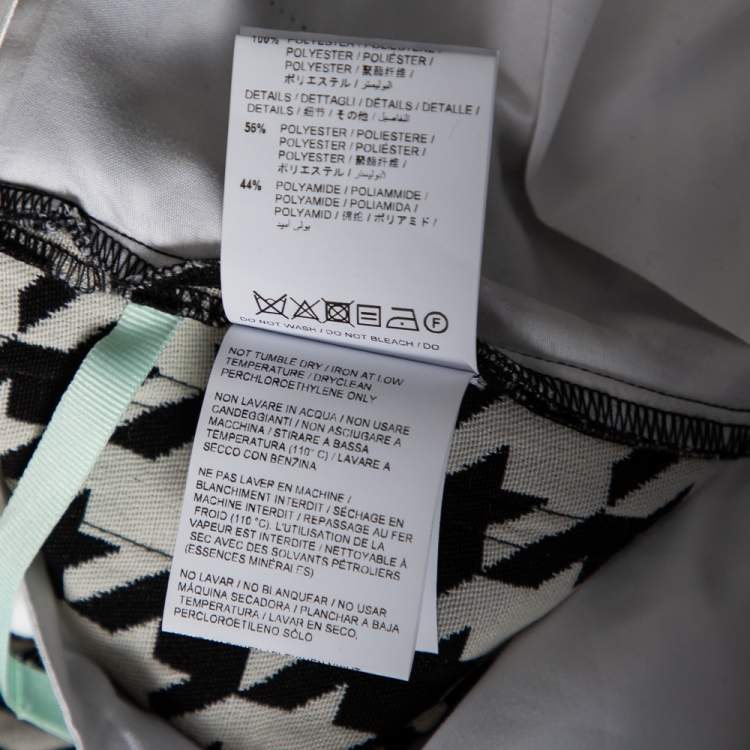 100% POLYESTER / POLIESTERE /
POLYESTER / POLIÉSTER /
POLYESTER / 聚酯纤维 /
ポリエステル / البوليستر
DETAILS / DETTAGLI / DÉTAILS / DETALLE /
DETAILS / 细节 / その他 / التفاصيل
56% POLYESTER / POLIESTERE /
POLYESTER / POLIÉSTER /
POLYESTER / 聚酯纤维 /
ポリエステル / البوليستر
44% POLYAMIDE / POLIAMMIDE /
POLYAMIDE / POLIAMIDA /
POLYAMID / 锦纶 / ポリアミド /
بولي أميد
F
DO NOT WASH / DO NOT BLEACH / DO
NOT TUMBLE DRY / IRON AT LOW
TEMPERATURE / DRYCLEAN
PERCHLOROETHYLENE ONLY
NON LAVARE IN ACQUA / NON USARE
CANDEGGIANTI / NON ASCIUGARE A
MACCHINA / STIRARE A BASSA
TEMPERATURA (110° C) / LAVARE A
SECCO CON BENZINA
NE PAS LAVER EN MACHINE /
BLANCHIMENT INTERDIT / SÉCHAGE EN
MACHINE INTERDIT / REPASSAGE AU FER
FROID (110 °C). L'UTILISATION DE LA
VAPEUR EST INTERDITE / NETTOYABLE À
SEC AVEC DES SOLVANTS PÉTROLIERS
(ESSENCES MINÉRALES)
NO LAVAR / NO BLANQUEAR / NO USAR
MÁQUINA SECADORA / PLANCHAR A BAJA
TEMPERATURA / LAVAR EN SECO,
PERCLOROETILENO SÓLO